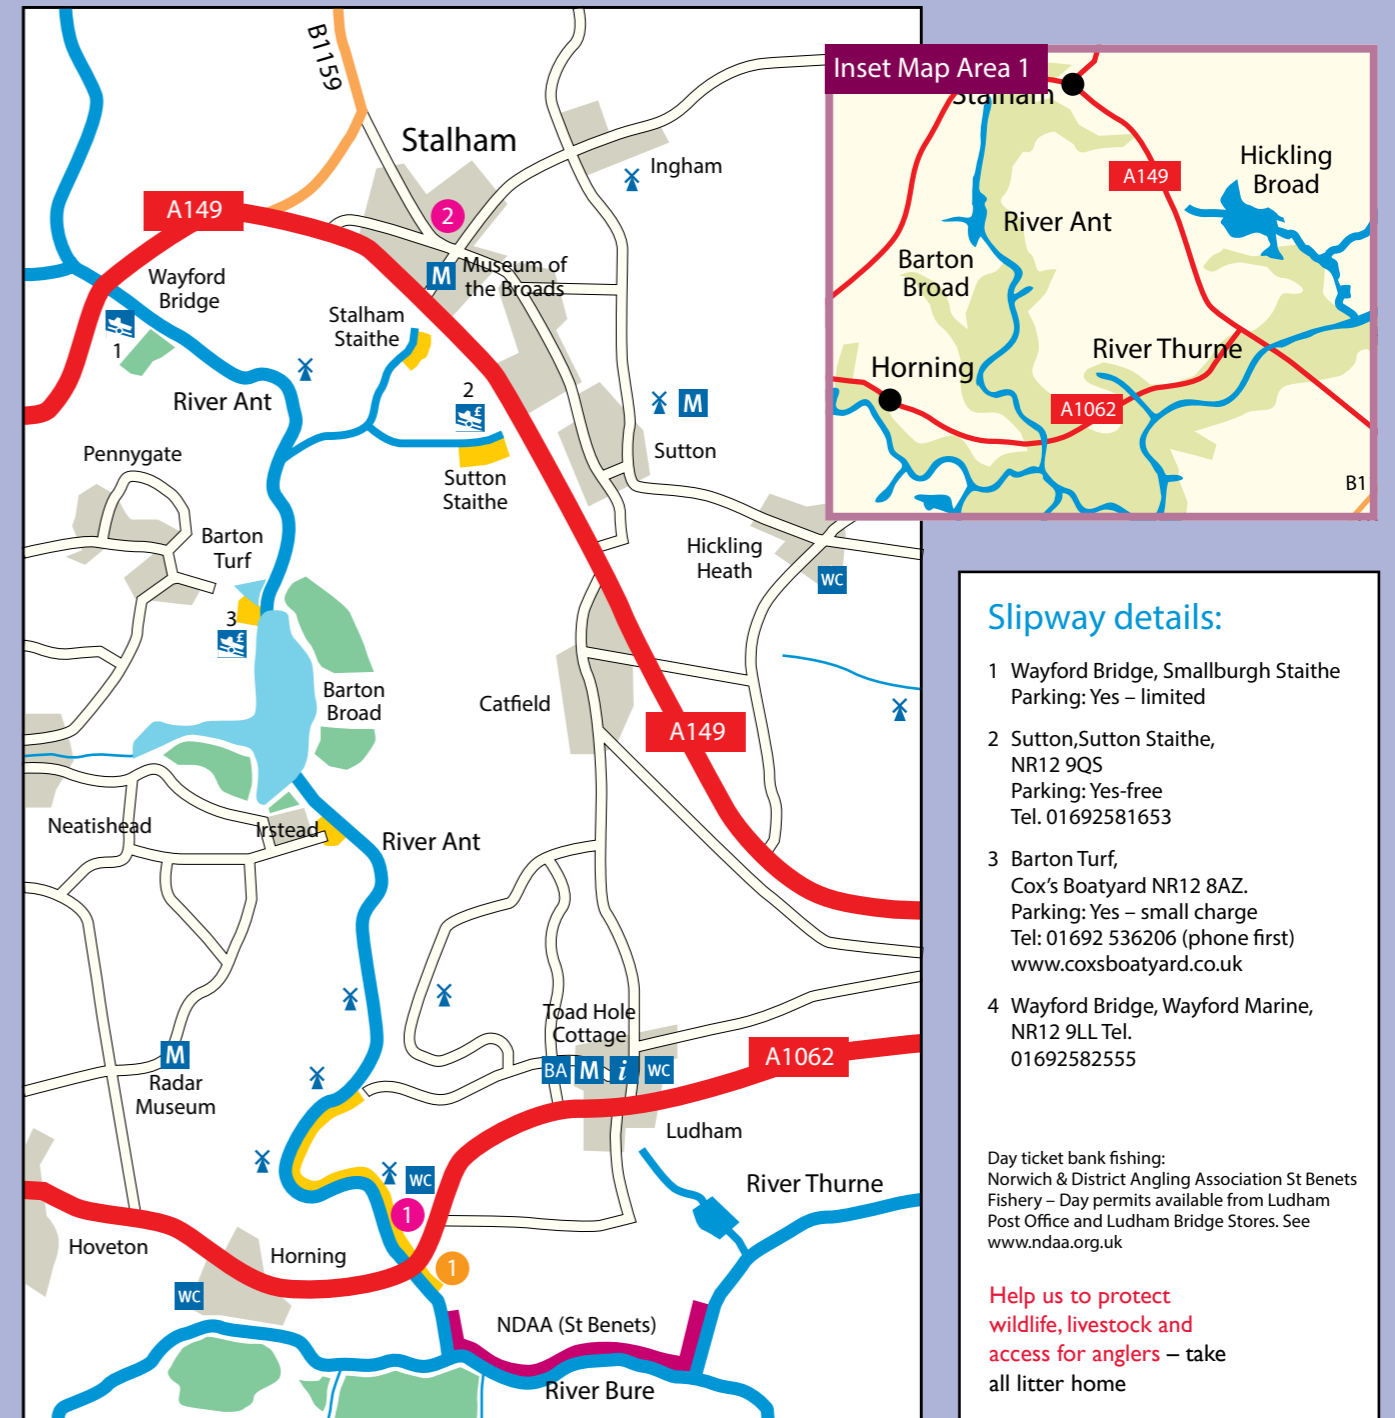 B1159
Stalham
Ingham
A149
2
Museum of
the Broads
M
Wayford
Bridge
1
Stalham
Staithe
2
£
River Ant
M
Sutton
Pennygate
Sutton
Staithe
Barton
Turf
3
£
Hickling
Heath
WC
Barton
Broad
Catfield
A149
Neatishead
Irstead
River Ant
Toad Hole
Cottage
BA M i WC
A1062
M
Radar
Museum
Ludham
WC
River Thurne
1
Hoveton
Horning
1
WC
NDAA (St Benets)
River Bure
Inset Map Area 1
Stalham
A149
Hickling
Broad
River Ant
Barton
Broad
River Thurne
Horning
A1062
B1
Slipway details:
1 Wayford Bridge, Smallburgh Staithe
Parking: Yes – limited
2 Sutton,Sutton Staithe,
NR12 9QS
Parking: Yes-free
Tel. 01692581653
3 Barton Turf,
Cox's Boatyard NR12 8AZ.
Parking: Yes – small charge
Tel: 01692 536206 (phone first)
www.coxsboatyard.co.uk
4 Wayford Bridge, Wayford Marine,
NR12 9LL Tel.
01692582555
Day ticket bank fishing:
Norwich & District Angling Association St Benets
Fishery – Day permits available from Ludham
Post Office and Ludham Bridge Stores. See
www.ndaa.org.uk
Help us to protect
wildlife, livestock and
access for anglers – take
all litter home